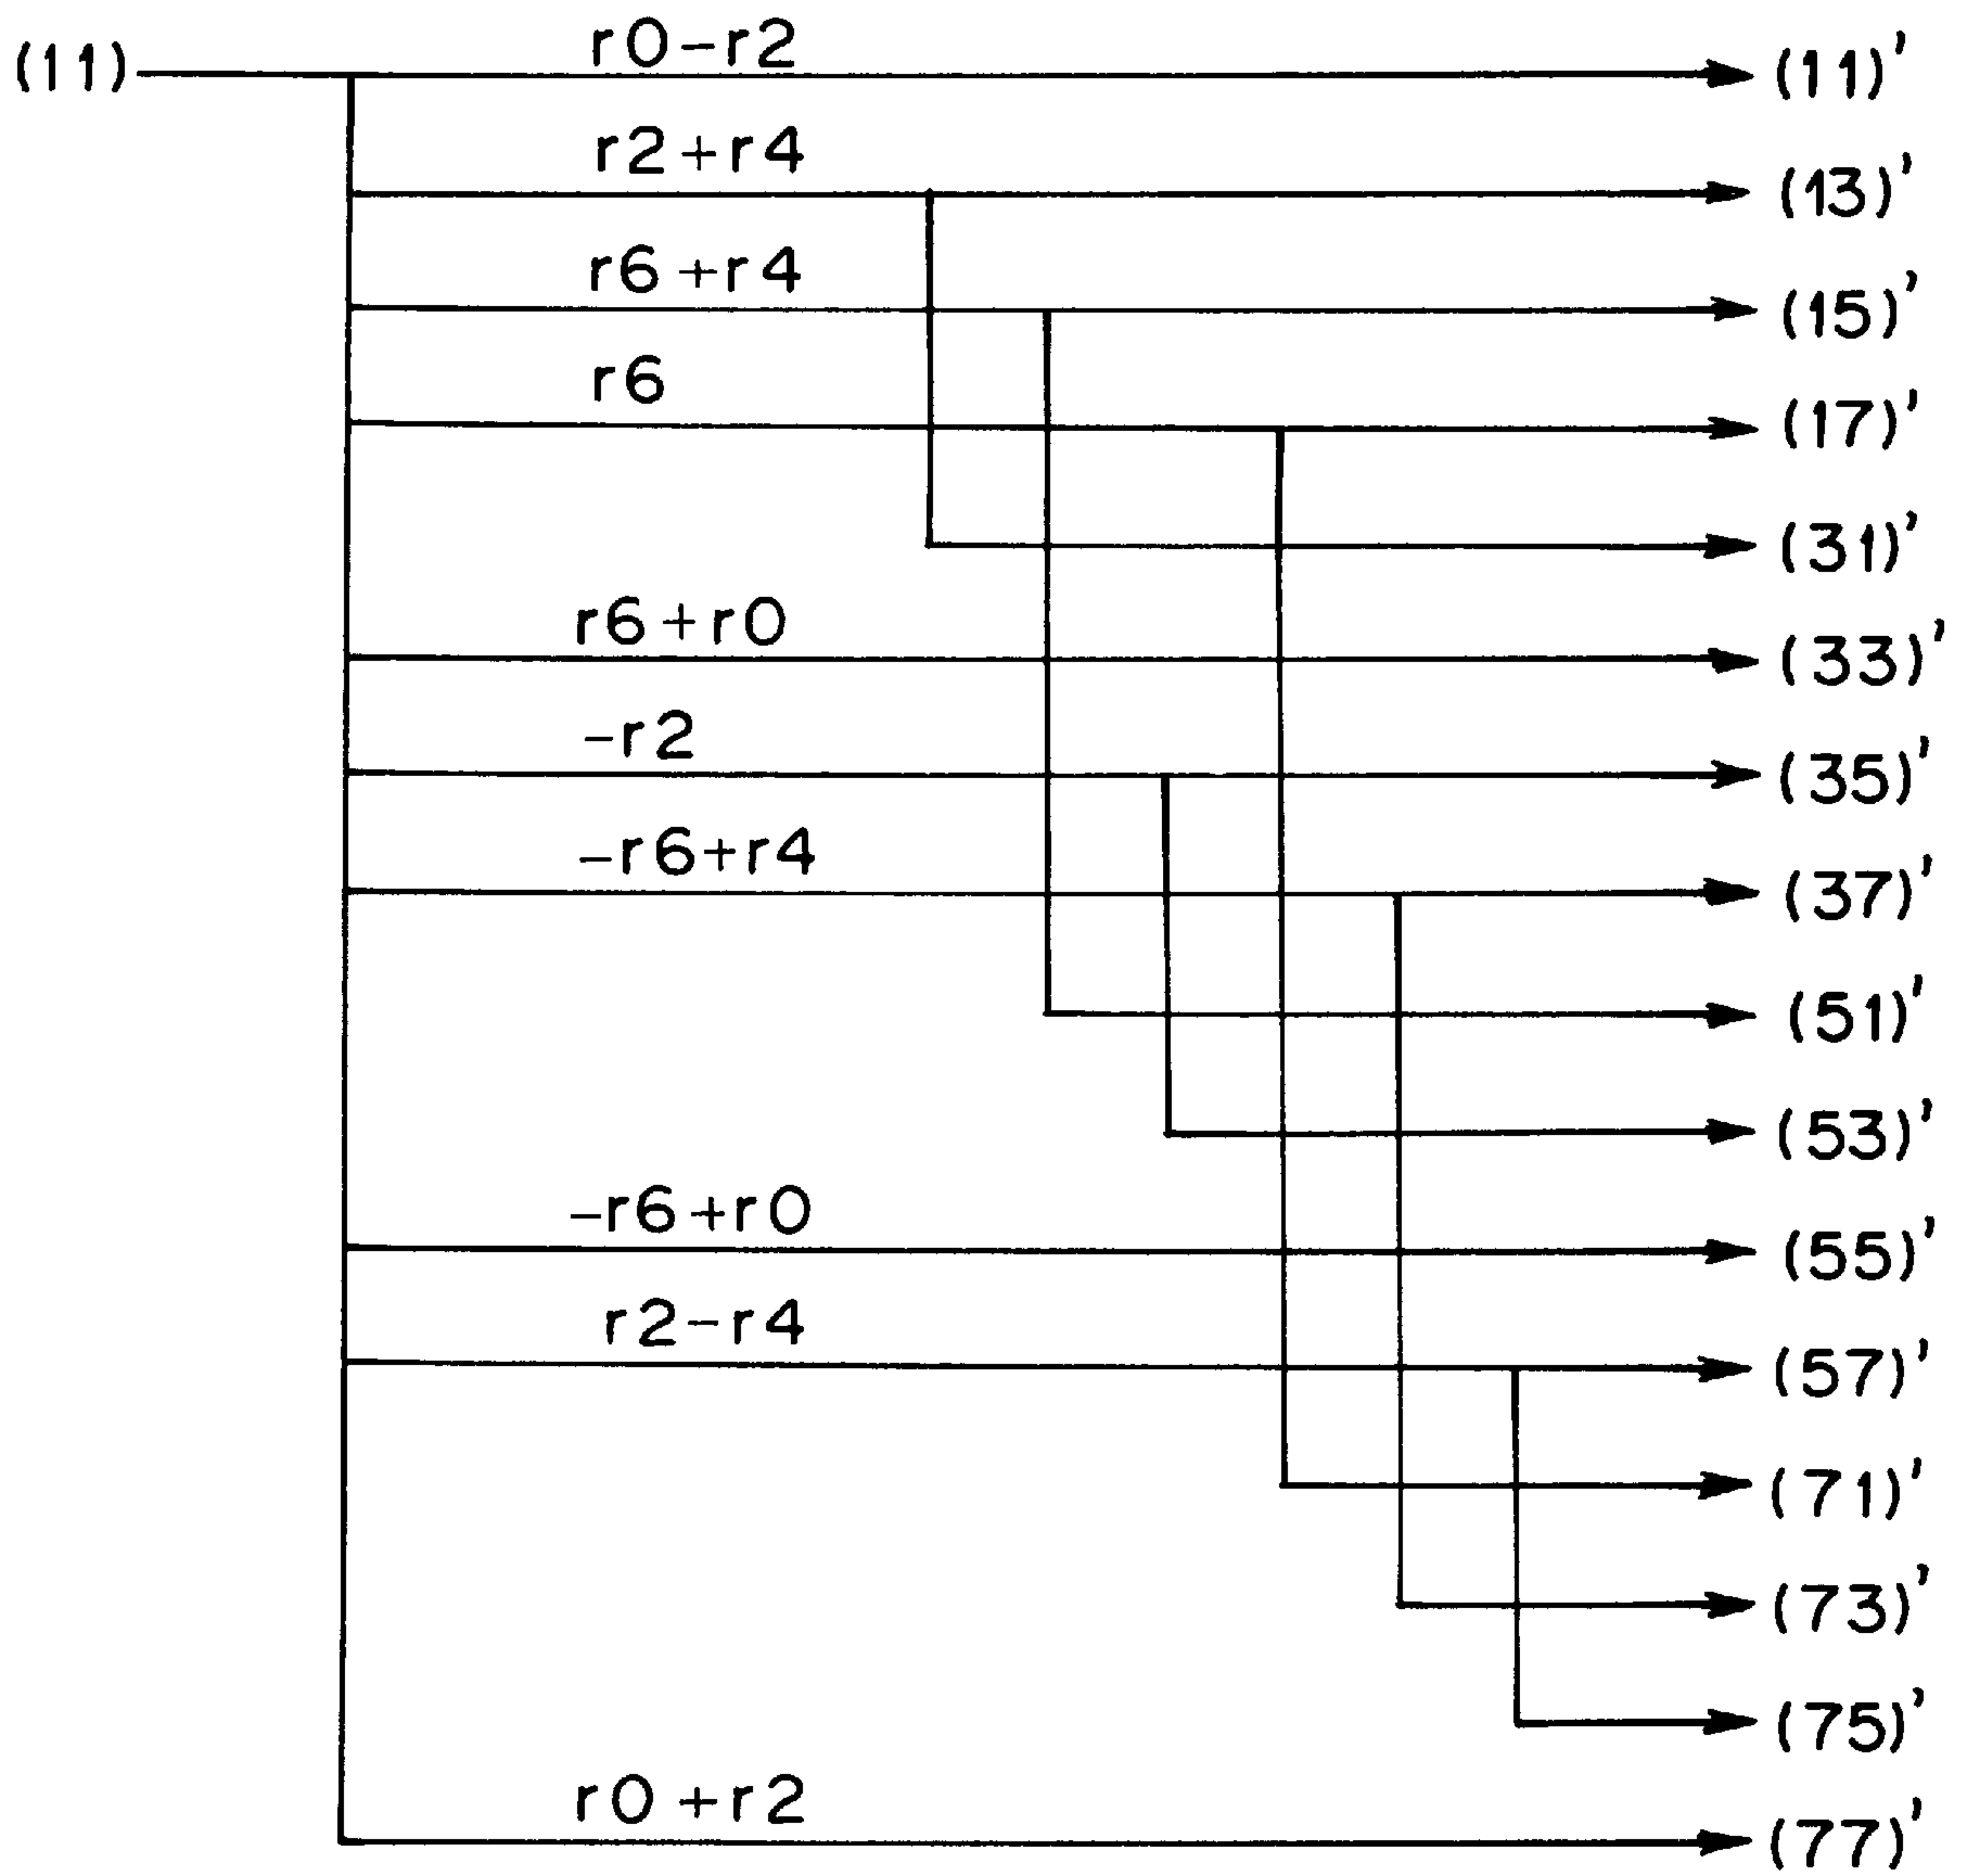 r0-r2
(11) (11)'
r2+r4
(13)'
r6+r4
(15)'
r6
(17)'
(31)'
r6+r0
(33)'
-r2
(35)'
-r6+r4
(37)'
(51)'
(53)'
-r6+r0
(55)'
r2-r4
(57)'
(71)'
(73)'
(75)'
r0+r2
(77)'